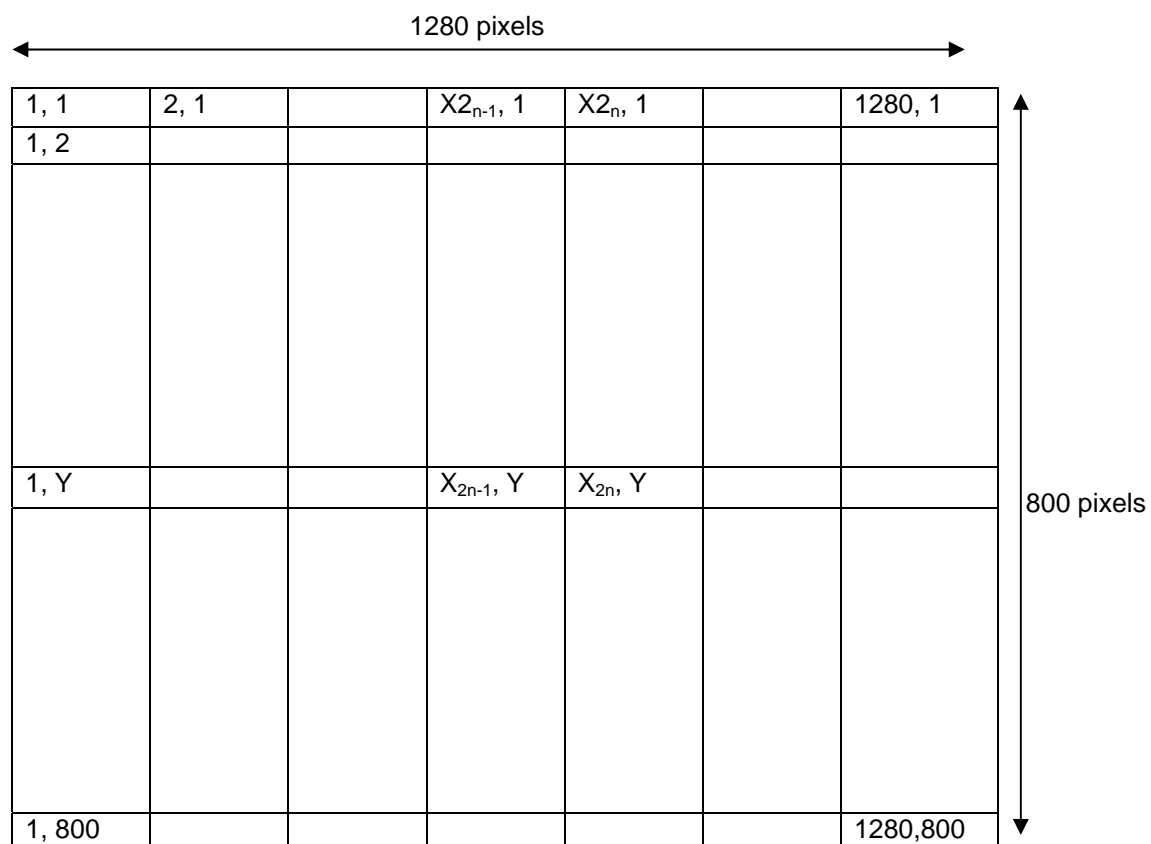 1280 pixels
1, 1 2, 1 X2ₙ₋₁, 1 X2ₙ, 1 1280, 1
1, 2
1, Y X₂ₙ₋₁, Y X₂ₙ, Y
800 pixels
1, 800 1280,800